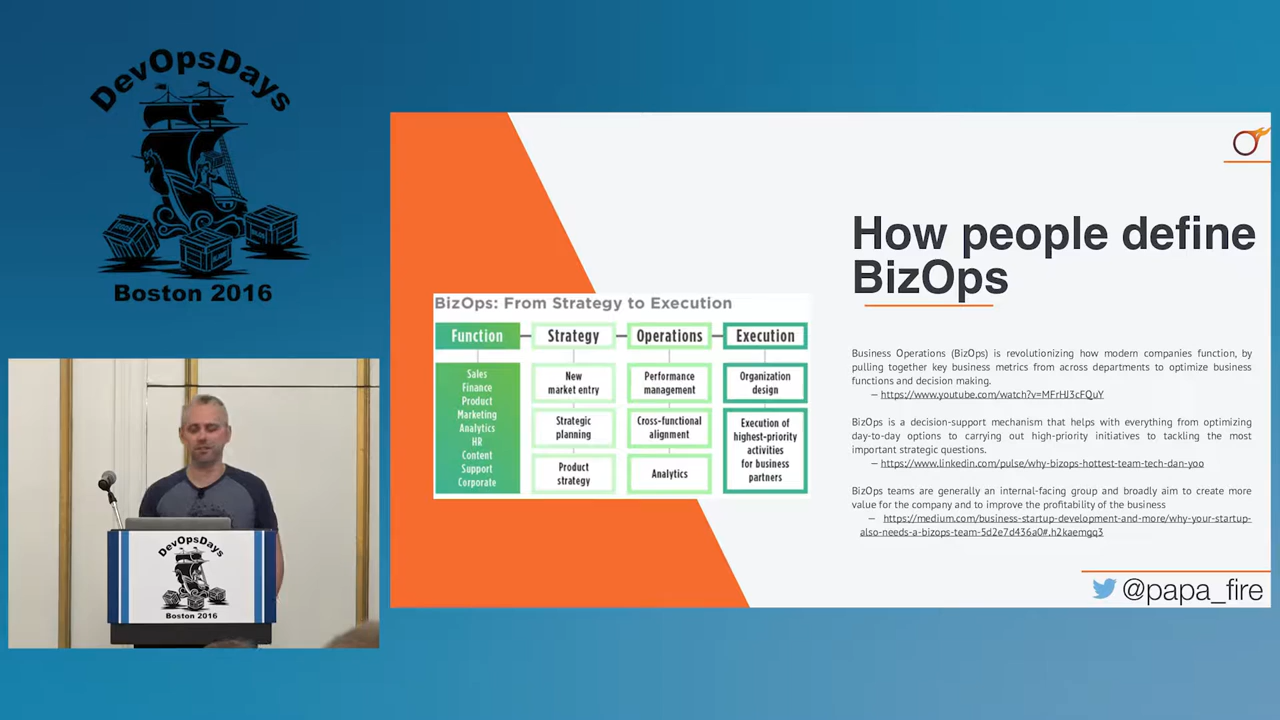 DevOpsDays
Boston 2016
DevOpsDays
Boston 2016
How people define
BizOps
BizOps: From Strategy to Execution
Function
Strategy
Operations
Execution
Sales
Finance
Product
Marketing
Analytics
HR
Content
Support
Corporate
New
market entry
Strategic
planning
Product
strategy
Performance
management
Cross-functional
alignment
Analytics
Organization
design
Execution of
highest-priority
activities
for business
partners
Business Operations (BizOps) is revolutionizing how modern companies function, by
pulling together key business metrics from across departments to optimize business
functions and decision making.
— https://www.youtube.com/watch?v=MFrHJ3cFQuY
BizOps is a decision-support mechanism that helps with everything from optimizing
day-to-day options to carrying out high-priority initiatives to tackling the most
important strategic questions.
— https://www.linkedin.com/pulse/why-bizops-hottest-team-tech-dan-yoo
BizOps teams are generally an internal-facing group and broadly aim to create more
value for the company and to improve the profitability of the business
— https://medium.com/business-startup-development-and-more/why-your-startup-
also-needs-a-bizops-team-5d2e7d436a0#.h2kaemgq3
@papa_fire